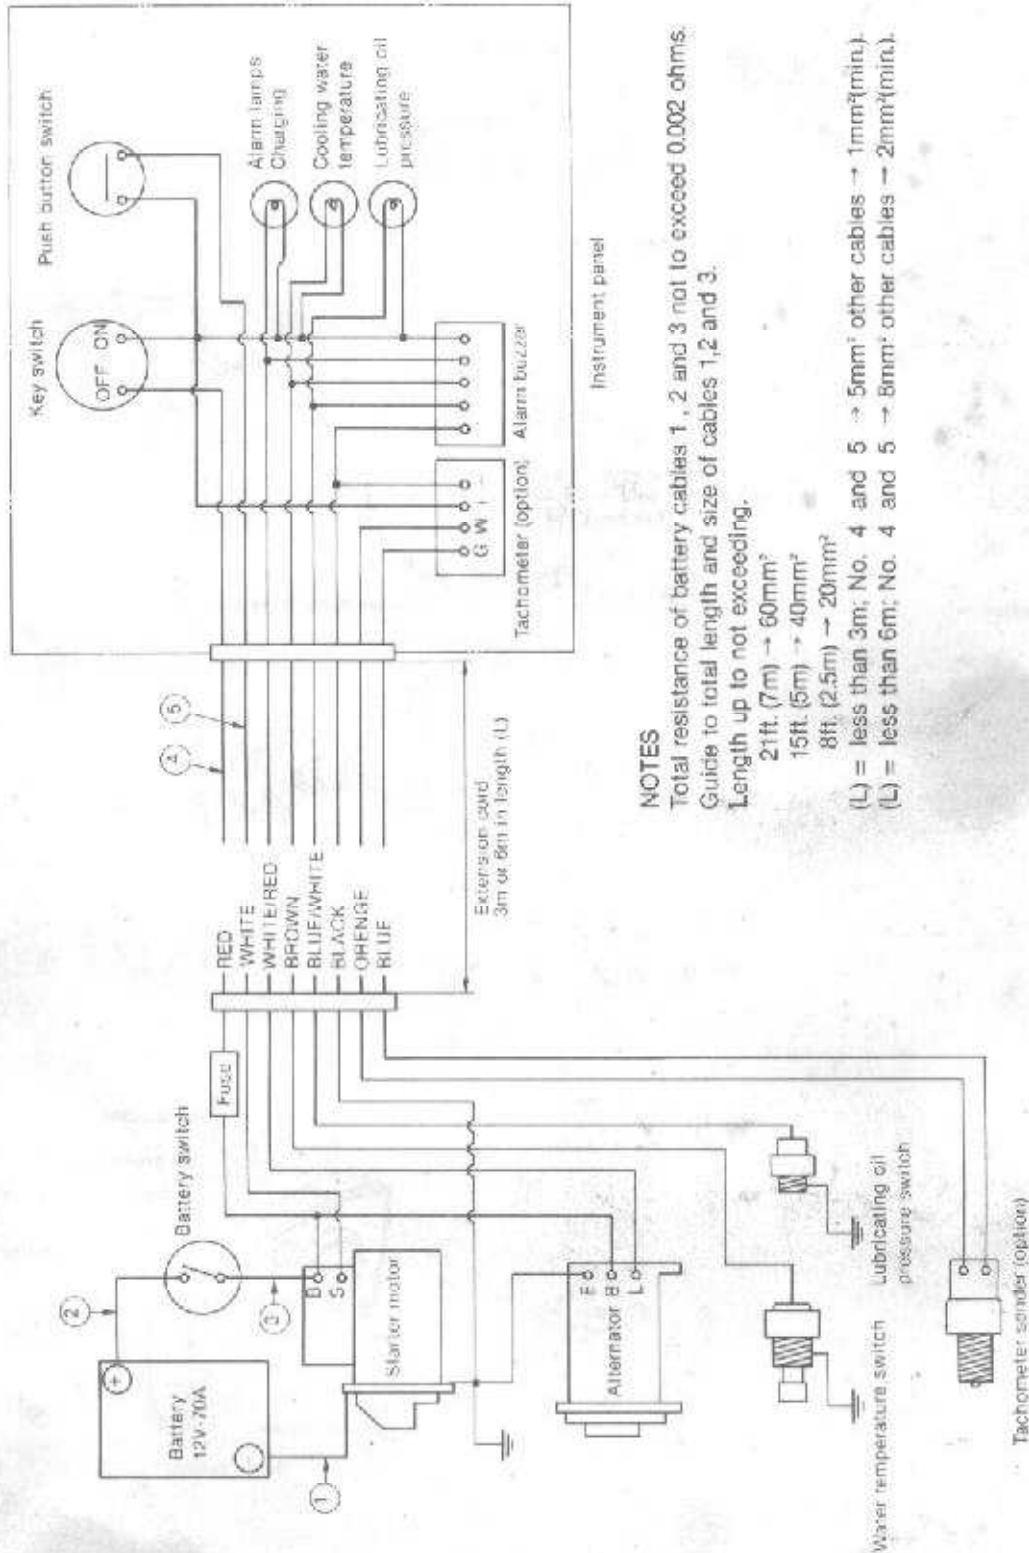 Battery
12V-70A
+
−
1
2
3
Battery switch
B
S
Starter motor
Fuse
F
B
L
Alternator
Water temperature switch
Lubricating oil
pressure switch
Tachometer sender (option)
RED
WHITE
WHITE/RED
BROWN
BLUE/WHITE
BLACK
ORENGE
BLUE
Extension cord
3m or 6m in length (L)
4
5
Key switch
OFF ON
Push button switch
Alarm lamps
Charging
Cooling water
temperature
Lubricating oil
pressure
G W + -
Tachometer (option)
Alarm buzzer
Instrument panel
NOTES
Total resistance of battery cables 1, 2 and 3 not to exceed 0.002 ohms.
Guide to total length and size of cables 1,2 and 3.
Length up to not exceeding.
21ft. (7m) → 60mm²
15ft. (5m) → 40mm²
8ft. (2.5m) → 20mm²
(L) = less than 3m; No. 4 and 5 → 5mm² other cables → 1mm²(min.).
(L) = less than 6m; No. 4 and 5 → 8mm² other cables → 2mm²(min.).